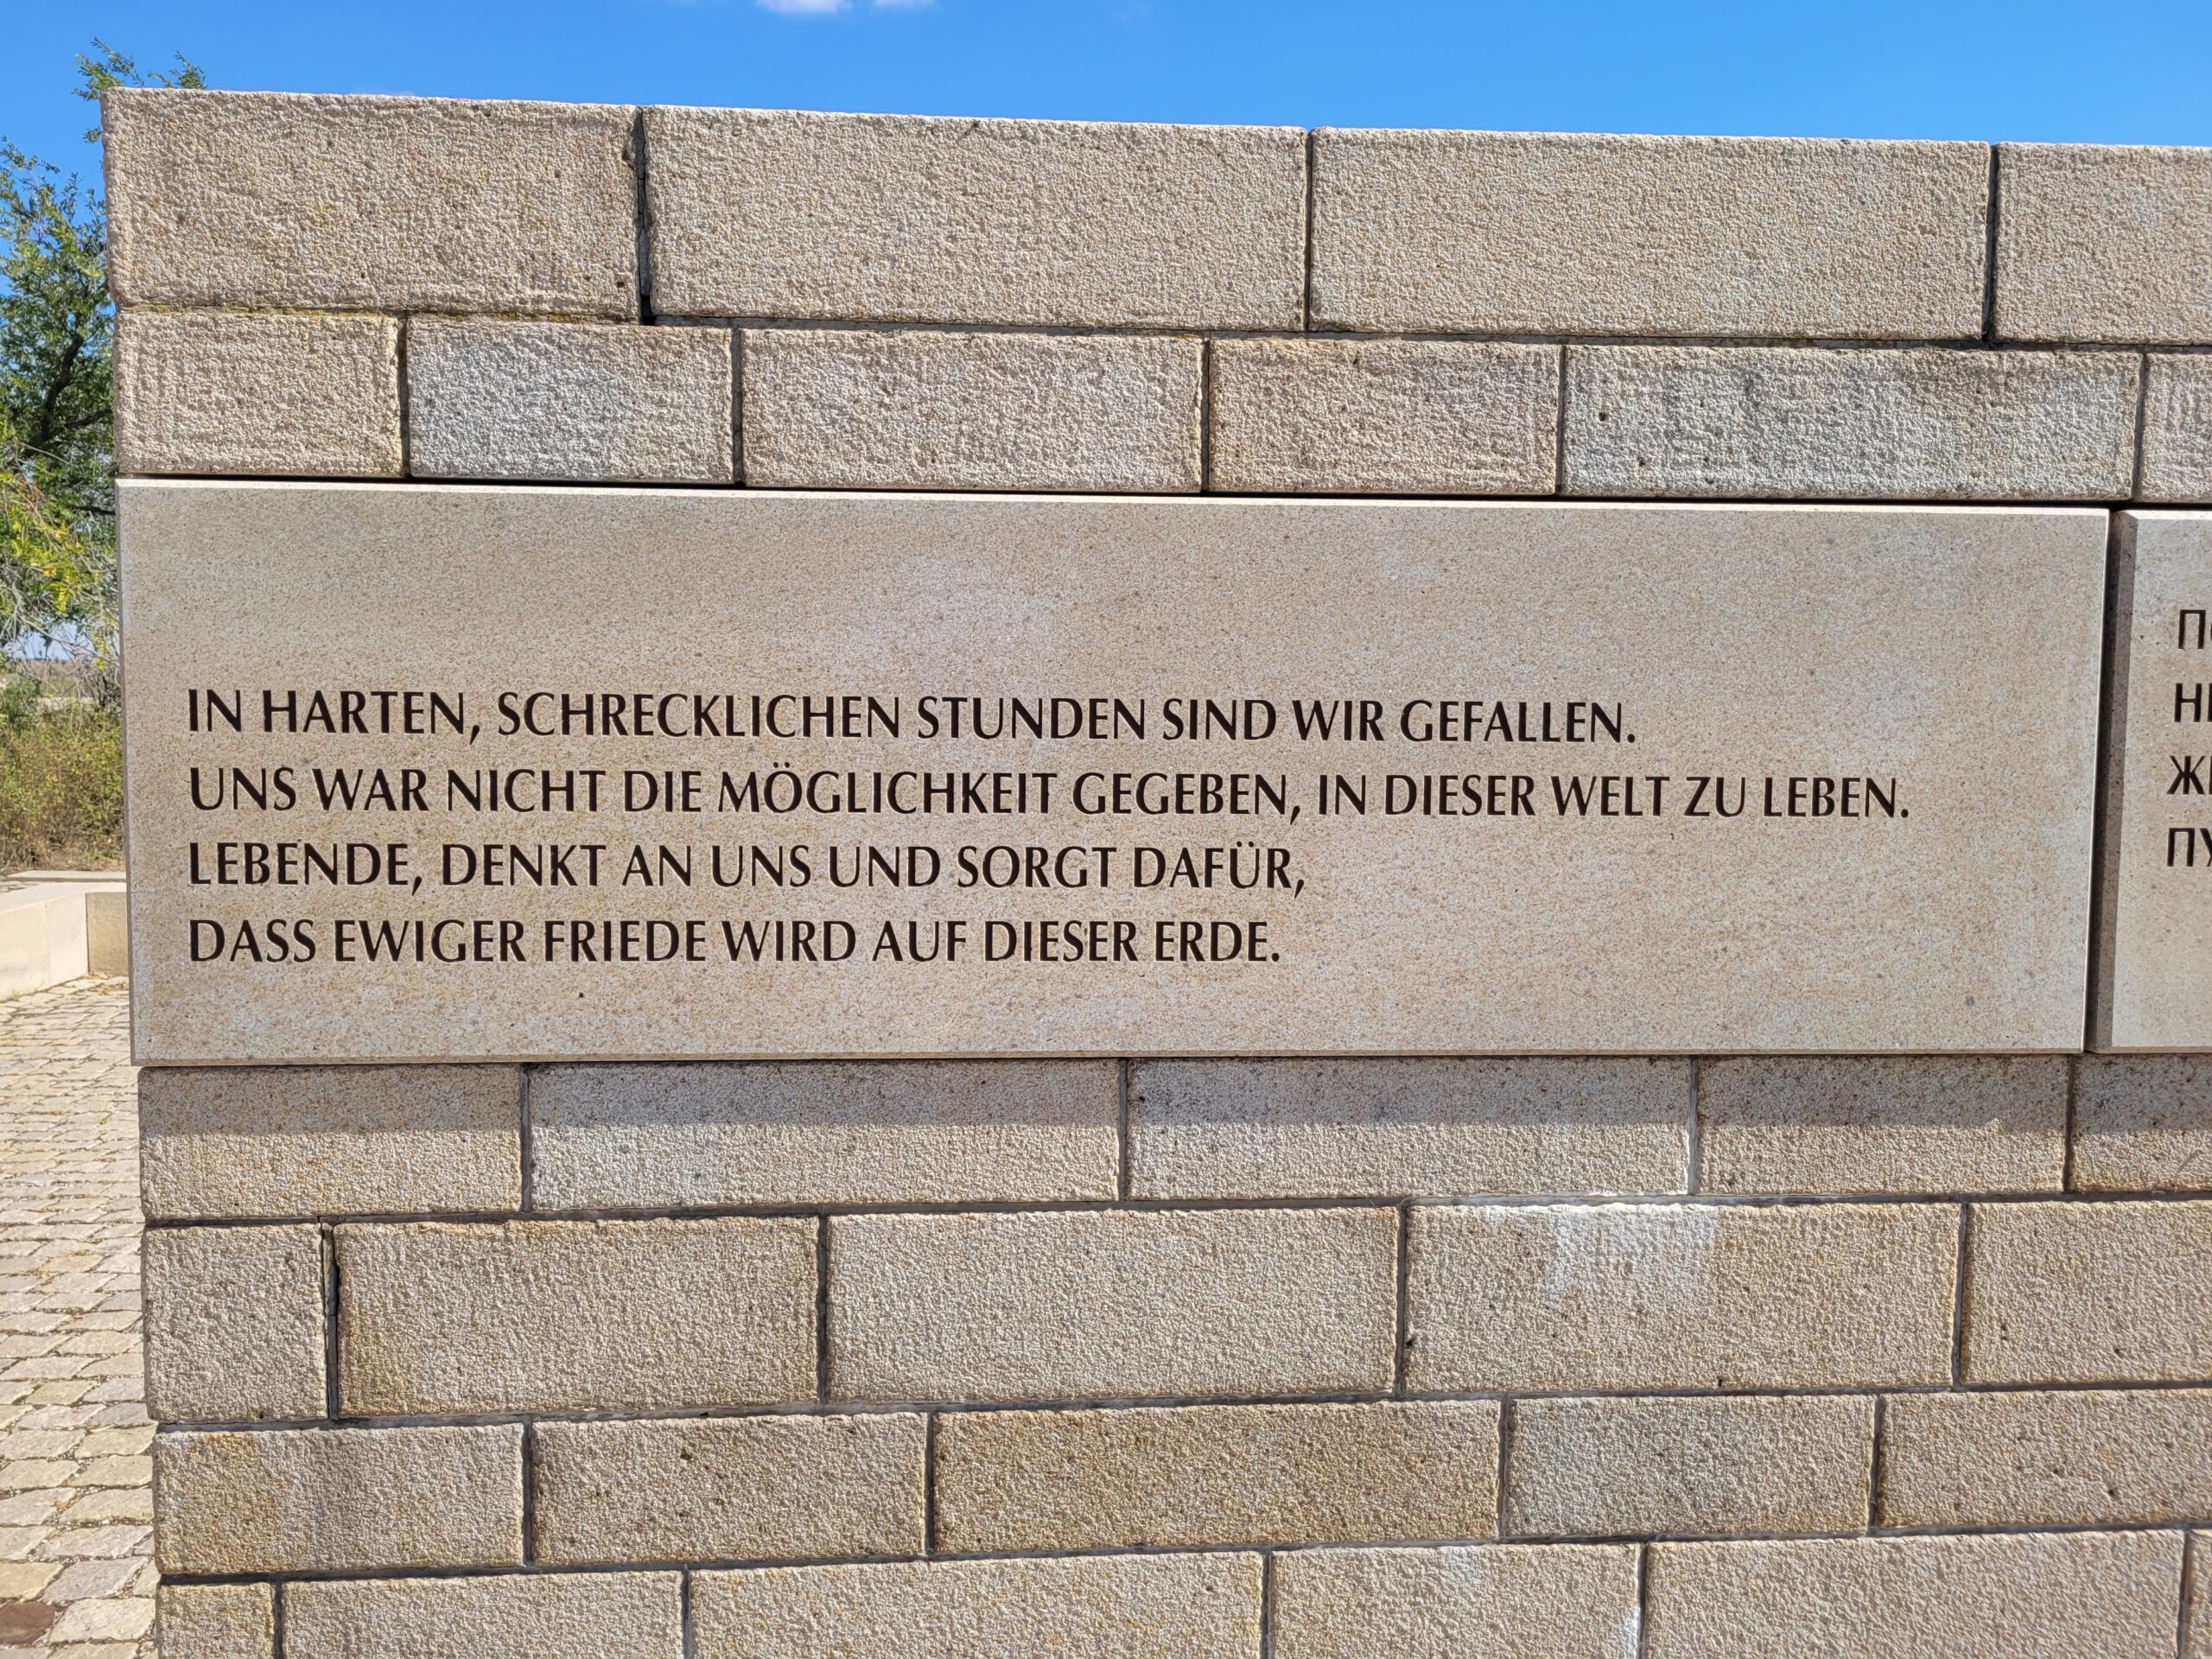 IN HARTEN, SCHRECKLICHEN STUNDEN SIND WIR GEFALLEN.
UNS WAR NICHT DIE MÖGLICHKEIT GEGEBEN, IN DIESER WELT ZU LEBEN.
LEBENDE, DENKT AN UNS UND SORGT DAFÜR,
DASS EWIGER FRIEDE WIRD AUF DIESER ERDE.